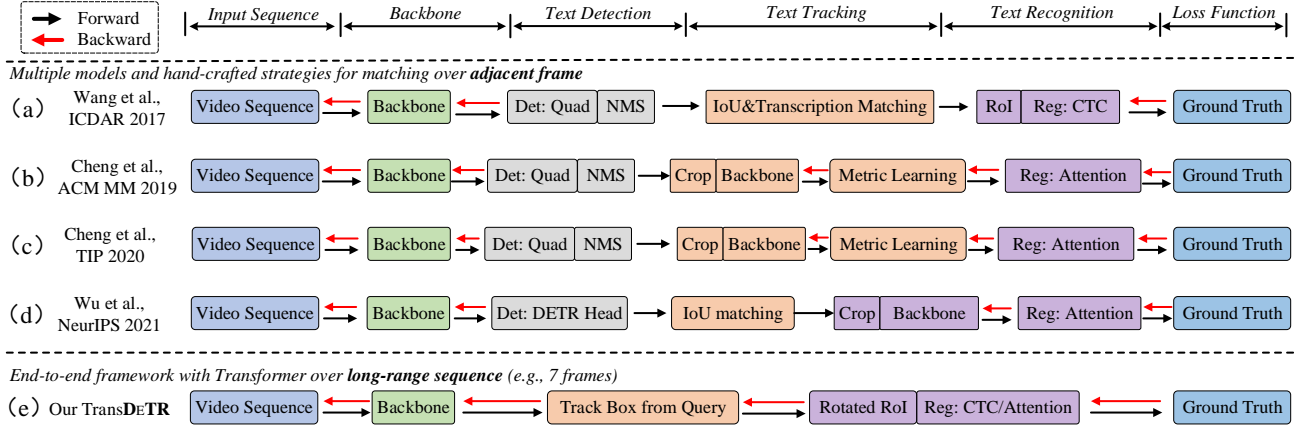 Forward
Backward
Input Sequence Backbone Text Detection Text Tracking Text Recognition Loss Function
Multiple models and hand-crafted strategies for matching over adjacent frame
(a) Wang et al., ICDAR 2017 Video Sequence Backbone Det: Quad NMS IoU&Transcription Matching RoI Reg: CTC Ground Truth
(b) Cheng et al., ACM MM 2019 Video Sequence Backbone Det: Quad NMS Crop Backbone Metric Learning Reg: Attention Ground Truth
(c) Cheng et al., TIP 2020 Video Sequence Backbone Det: Quad NMS Crop Backbone Metric Learning Reg: Attention Ground Truth
(d) Wu et al., NeurIPS 2021 Video Sequence Backbone Det: DETR Head IoU matching Crop Backbone Reg: Attention Ground Truth
End-to-end framework with Transformer over long-range sequence (e.g., 7 frames)
(e) Our TransDETR Video Sequence Backbone Track Box from Query Rotated RoI Reg: CTC/Attention Ground Truth